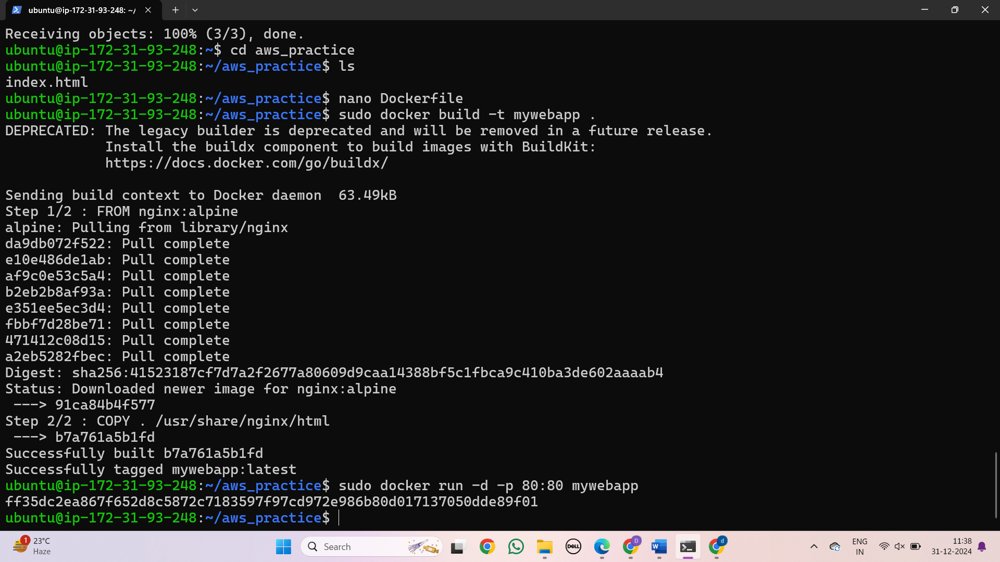 ubuntu@ip-172-31-93-248: ~/
Receiving objects: 100% (3/3), done.
ubuntu@ip-172-31-93-248:~$ cd aws_practice
ubuntu@ip-172-31-93-248:~/aws_practice$ ls
index.html
ubuntu@ip-172-31-93-248:~/aws_practice$ nano Dockerfile
ubuntu@ip-172-31-93-248:~/aws_practice$ sudo docker build -t mywebapp .
DEPRECATED: The legacy builder is deprecated and will be removed in a future release.
Install the buildx component to build images with BuildKit:
https://docs.docker.com/go/buildx/
Sending build context to Docker daemon  63.49kB
Step 1/2 : FROM nginx:alpine
alpine: Pulling from library/nginx
da9db072f522: Pull complete
e10e486de1ab: Pull complete
af9c0e53c5a4: Pull complete
b2eb2b8af93a: Pull complete
e351ee5ec3d4: Pull complete
fbbf7d28be71: Pull complete
471412c08d15: Pull complete
a2eb5282fbec: Pull complete
Digest: sha256:41523187cf7d7a2f2677a80609d9caa14388bf5c1fbca9c410ba3de602aaaab4
Status: Downloaded newer image for nginx:alpine
---> 91ca84b4f577
Step 2/2 : COPY . /usr/share/nginx/html
---> b7a761a5b1fd
Successfully built b7a761a5b1fd
Successfully tagged mywebapp:latest
ubuntu@ip-172-31-93-248:~/aws_practice$ sudo docker run -d -p 80:80 mywebapp
ff35dc2ea867f652d8c5872c7183597f97cd972e986b80d017137050dde89f01
ubuntu@ip-172-31-93-248:~/aws_practice$
1
23°C
Haze
Search
DELL
D
W
d
ENG
IN
11:38
31-12-2024